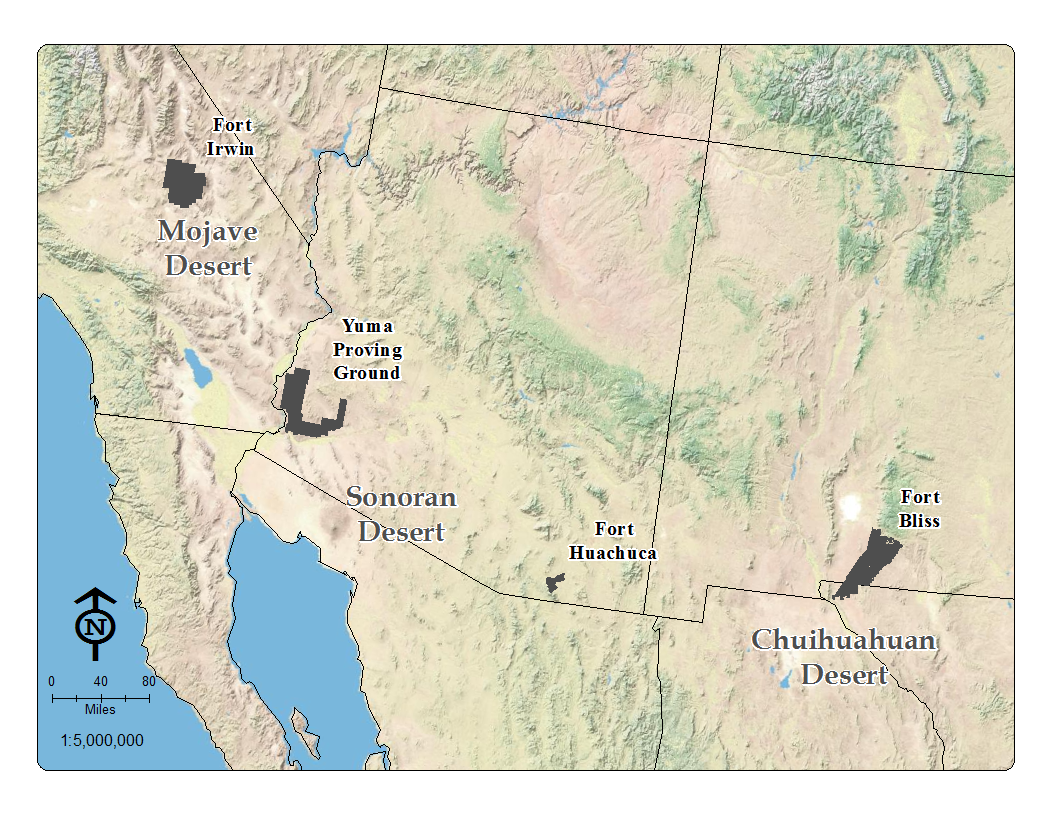 Fort
Irwin
Mojave
Desert
Yuma
Proving
Ground
Sonoran
Desert
Fort
Huachuca
Fort
Bliss
Chuihuahuan
Desert
N
0 40 80
Miles
1:5,000,000